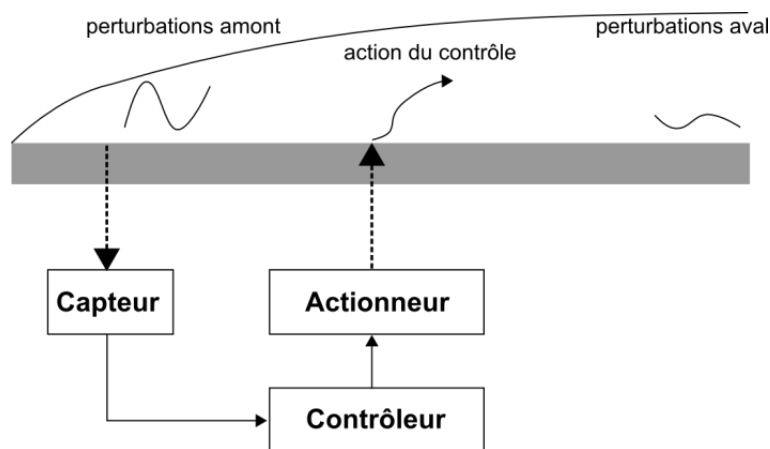 perturbations amont
perturbations aval
action du contrôle
Capteur
Actionneur
Contrôleur